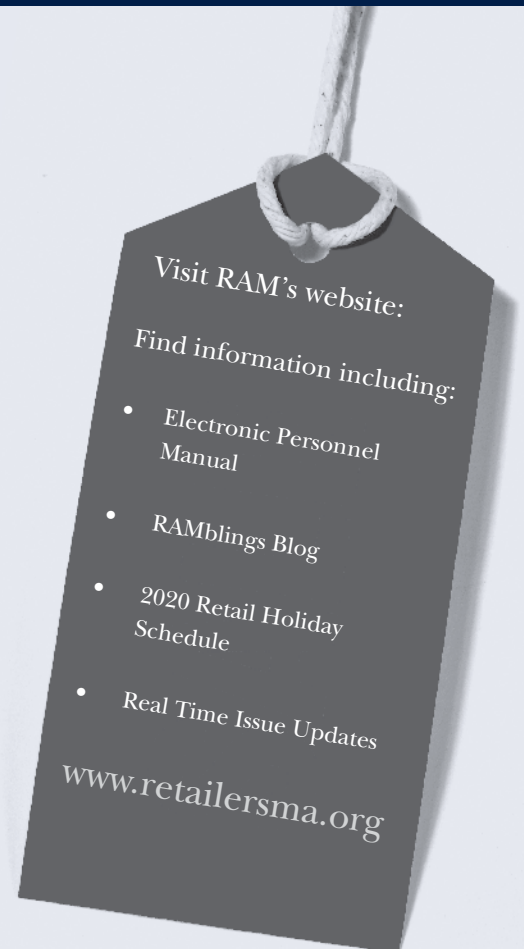 Visit RAM’s website:
Find information including:
• Electronic Personnel
Manual
• RAMblings Blog
• 2020 Retail Holiday
Schedule
• Real Time Issue Updates
www.retailersma.org